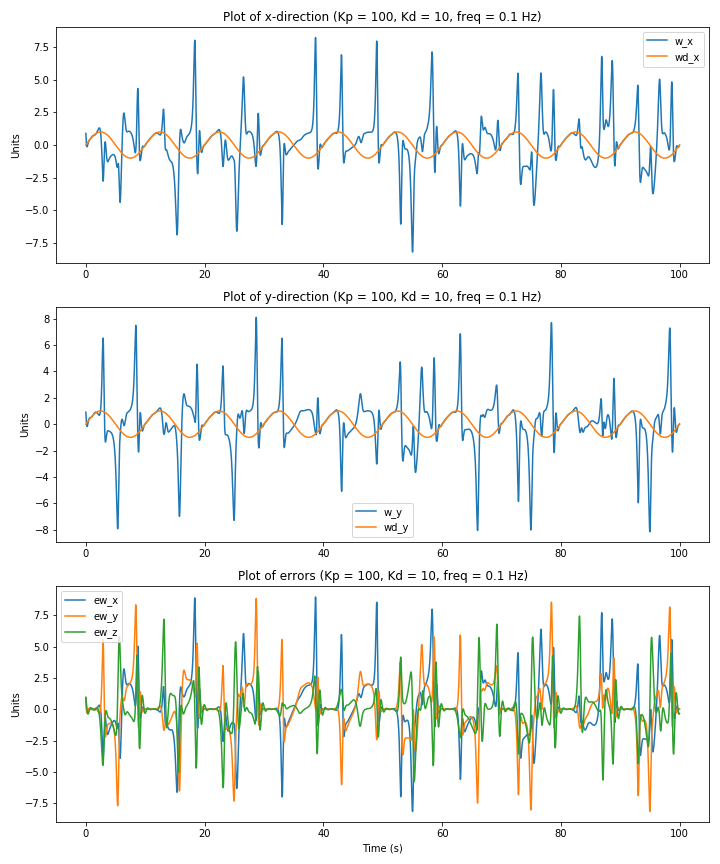 Plot of x-direction (Kp = 100, Kd = 10, freq = 0.1 Hz)
w_x
wd_x
Units
7.5
5.0
2.5
0.0
−2.5
−5.0
−7.5
0 20 40 60 80 100
Plot of y-direction (Kp = 100, Kd = 10, freq = 0.1 Hz)
Units
8
6
4
2
0
−2
−4
−6
−8
w_y
wd_y
0 20 40 60 80 100
Plot of errors (Kp = 100, Kd = 10, freq = 0.1 Hz)
ew_x
ew_y
ew_z
Units
7.5
5.0
2.5
0.0
−2.5
−5.0
−7.5
0 20 40 60 80 100
Time (s)